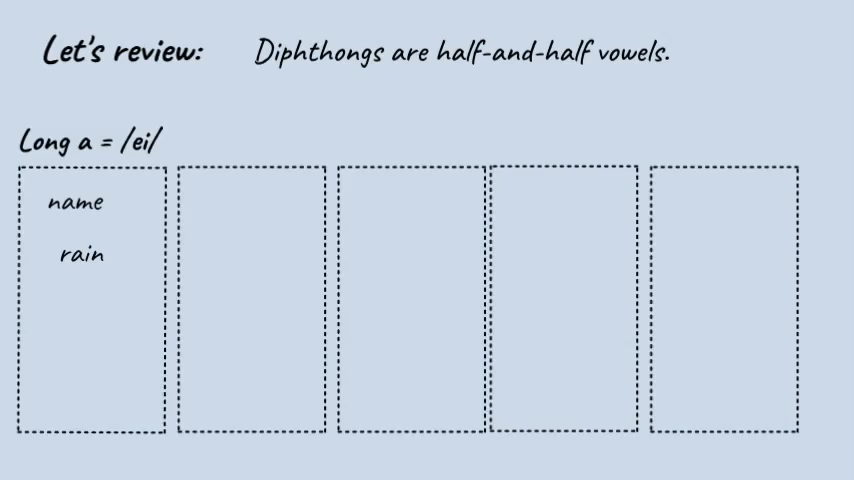 Let's review: Diphthongs are half-and-half vowels.
Long a = /ei/
name
rain